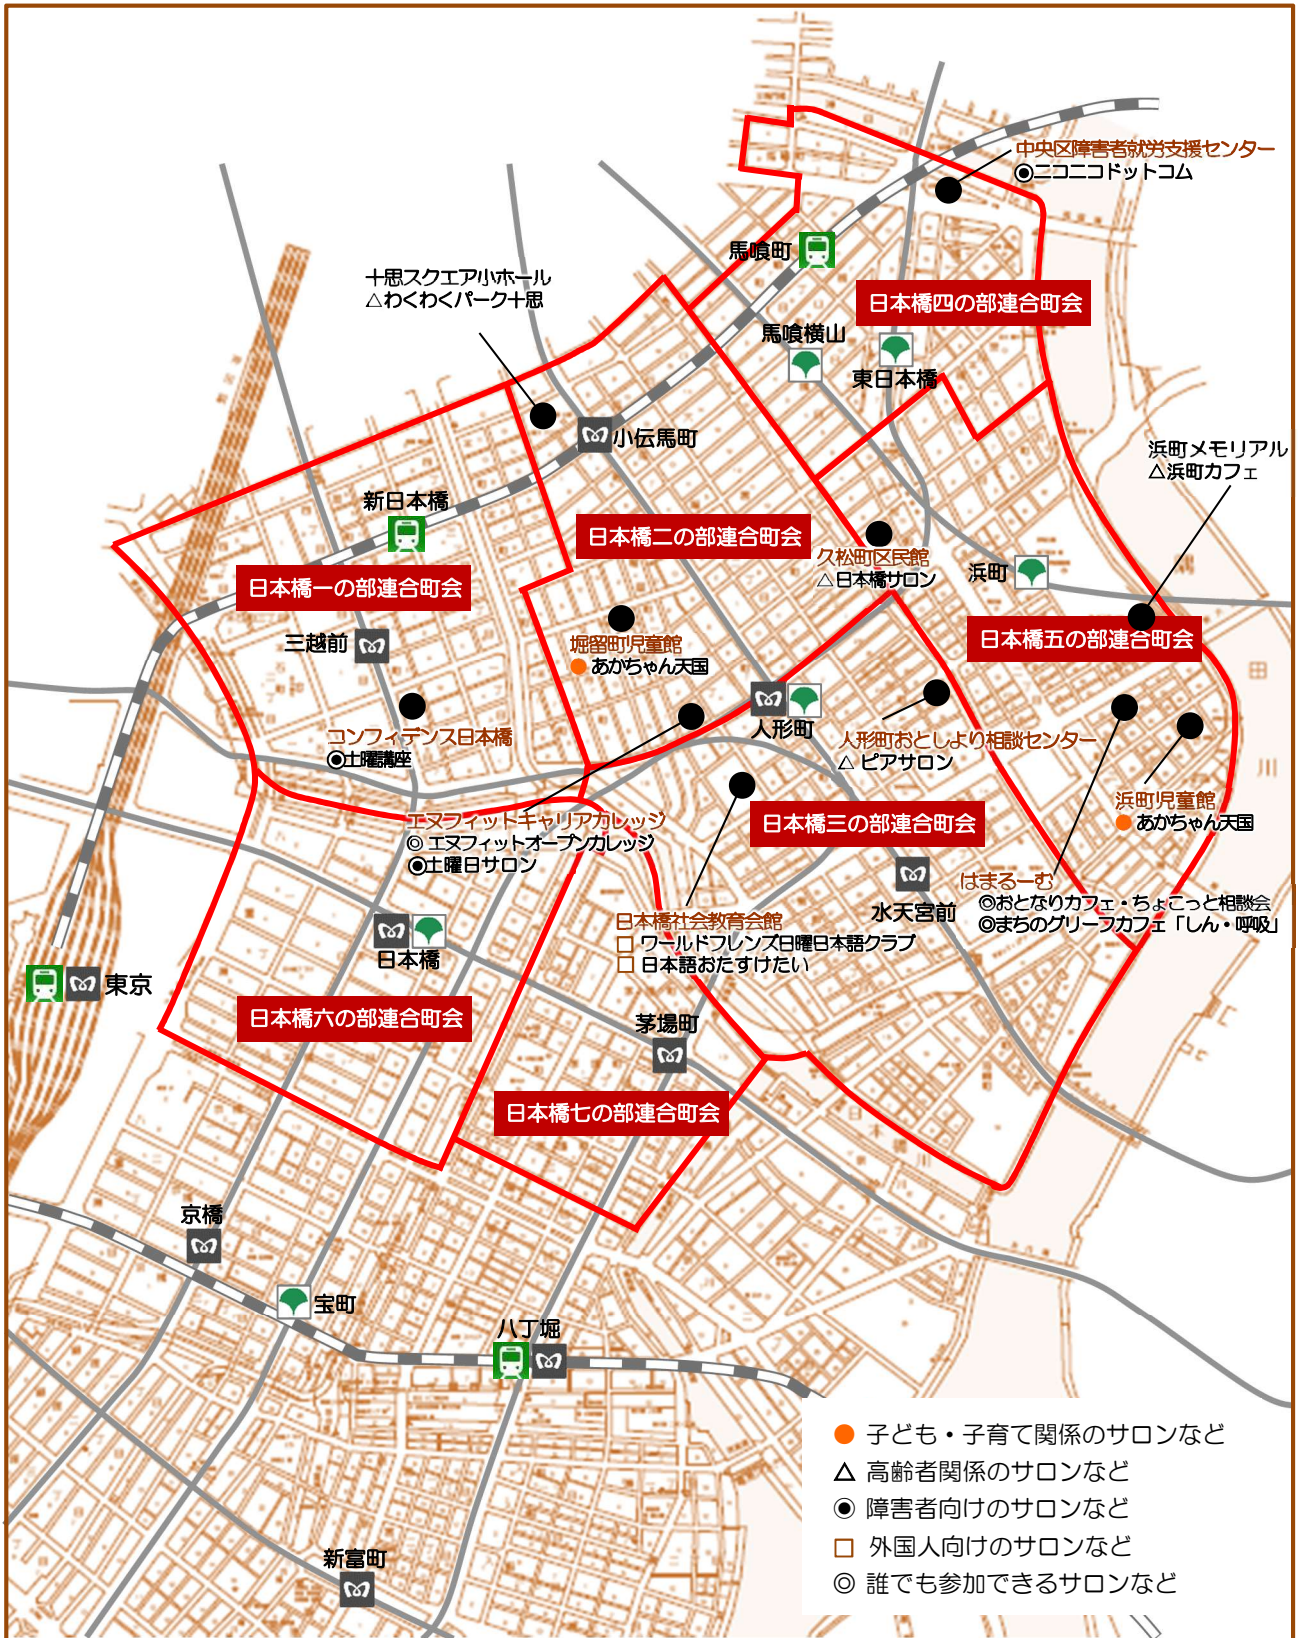 中央区障害者就労支援センター
◉ニコニコドットコム
馬喰町
十思スクエア小ホール
△わくわくパーク十思
日本橋四の部連合町会
馬喰横山
東日本橋
小伝馬町
浜町メモリアル
△浜町カフェ
新日本橋
日本橋二の部連合町会
久松町区民館
△日本橋サロン
浜町
日本橋一の部連合町会
三越前
堀留町児童館
● あかちゃん天国
日本橋五の部連合町会
田
川
コンフィデンス日本橋
◉土曜講座
人形町
人形町おとしより相談センター
△ ピアサロン
浜町児童館
● あかちゃん天国
エヌフィットキャリアカレッジ
◎ エヌフィットオープンカレッジ
◉土曜日サロン
日本橋三の部連合町会
はまるーむ
◎おとなりカフェ・ちょこっと相談会
◎まちのグリーフカフェ「しん・呼吸」
水天宮前
日本橋社会教育会館
□ ワールドフレンズ日曜日本語クラブ
□ 日本語おたすけたい
日本橋
東京
日本橋六の部連合町会
茅場町
日本橋七の部連合町会
京橋
宝町
八丁堀
新富町
● 子ども・子育て関係のサロンなど
△ 高齢者関係のサロンなど
◉ 障害者向けのサロンなど
□ 外国人向けのサロンなど
◎ 誰でも参加できるサロンなど